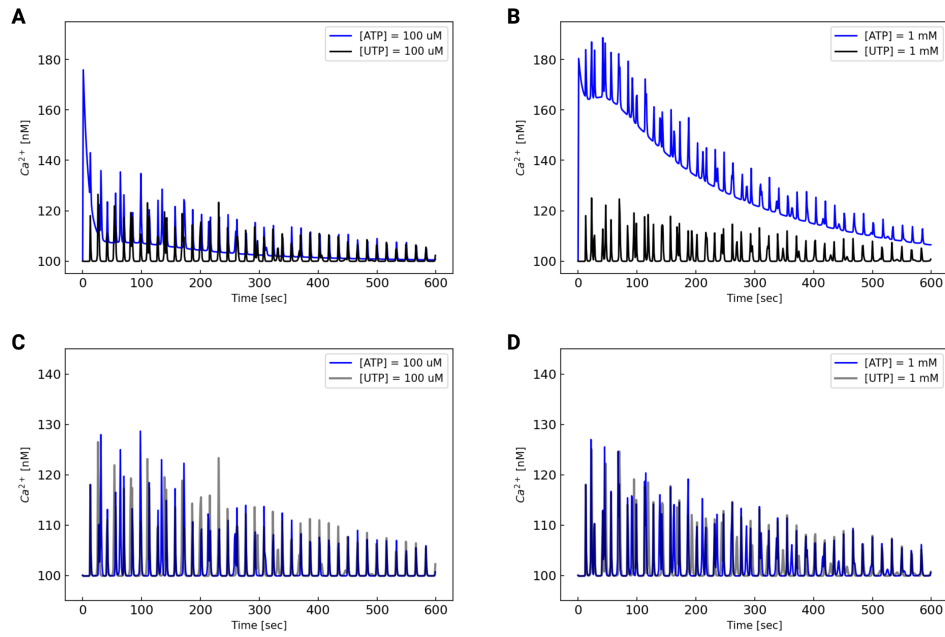 A
[ATP] = 100 uM
[UTP] = 100 uM
180
160
140
120
100
Ca²⁺ [nM]
0 100 200 300 400 500 600
Time [sec]
B
[ATP] = 1 mM
[UTP] = 1 mM
180
160
140
120
100
Ca²⁺ [nM]
0 100 200 300 400 500 600
Time [sec]
C
[ATP] = 100 uM
[UTP] = 100 uM
140
130
120
110
100
Ca²⁺ [nM]
0 100 200 300 400 500 600
Time [sec]
D
[ATP] = 1 mM
[UTP] = 1 mM
140
130
120
110
100
Ca²⁺ [nM]
0 100 200 300 400 500 600
Time [sec]